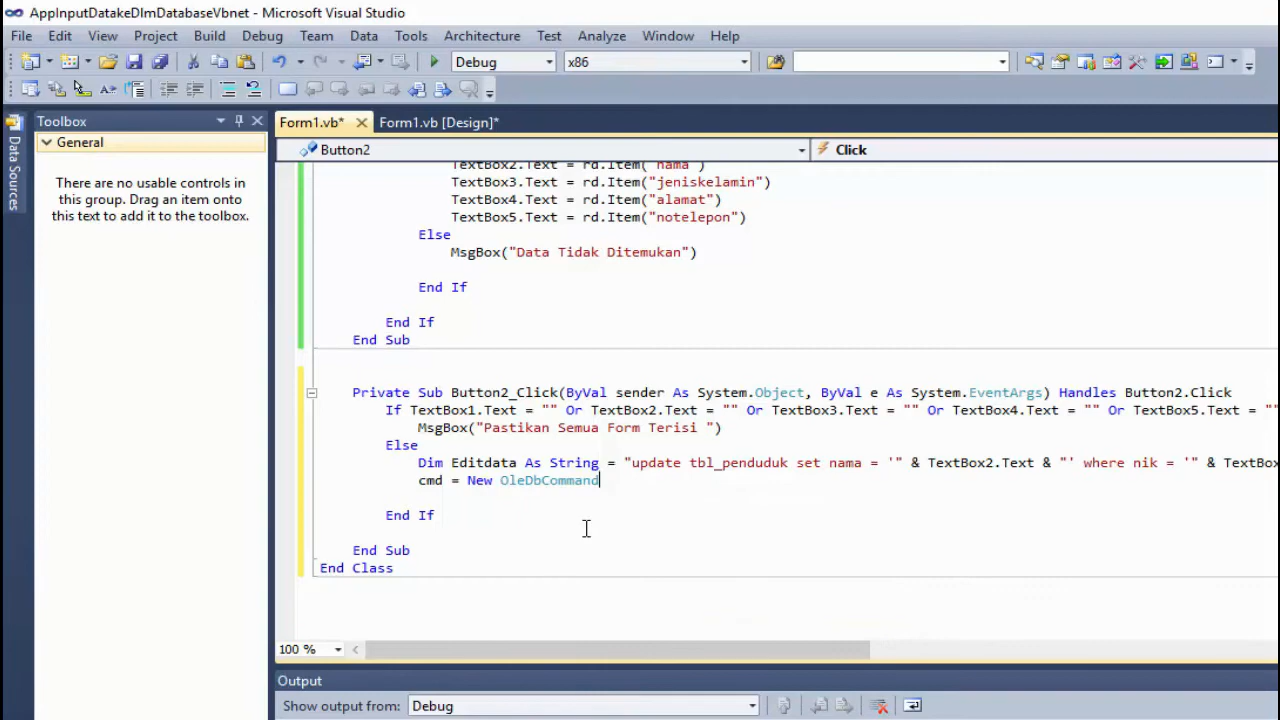 AppInputDatakeDlmDatabaseVbnet - Microsoft Visual Studio
File Edit View Project Build Debug Team Data Tools Architecture Test Analyze Window Help
Debug x86
Toolbox
Form1.vb* Form1.vb [Design]*
General
Button2 Click
Data Sources
There are no usable controls in
this group. Drag an item onto
this text to add it to the toolbox.
TextBox2.Text = rd.Item("nama")
TextBox3.Text = rd.Item("jeniskelamin")
TextBox4.Text = rd.Item("alamat")
TextBox5.Text = rd.Item("notelepon")
Else
MsgBox("Data Tidak Ditemukan")
End If
End If
End Sub
Private Sub Button2_Click(ByVal sender As System.Object, ByVal e As System.EventArgs) Handles Button2.Click
If TextBox1.Text = "" Or TextBox2.Text = "" Or TextBox3.Text = "" Or TextBox4.Text = "" Or TextBox5.Text = ""
MsgBox("Pastikan Semua Form Terisi ")
Else
Dim Editdata As String = "update tbl_penduduk set nama = '" & TextBox2.Text & "' where nik = '" & TextBo
cmd = New OleDbCommand
End If
End Sub
End Class
100 %
Output
Show output from: Debug